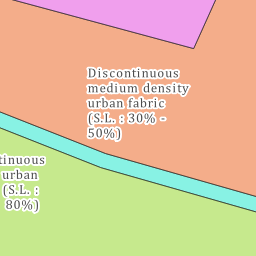 Discontinuous
medium density
urban fabric
(S.L. : 30% -
50%)
tinuous
urban
(S.L. :
80%)